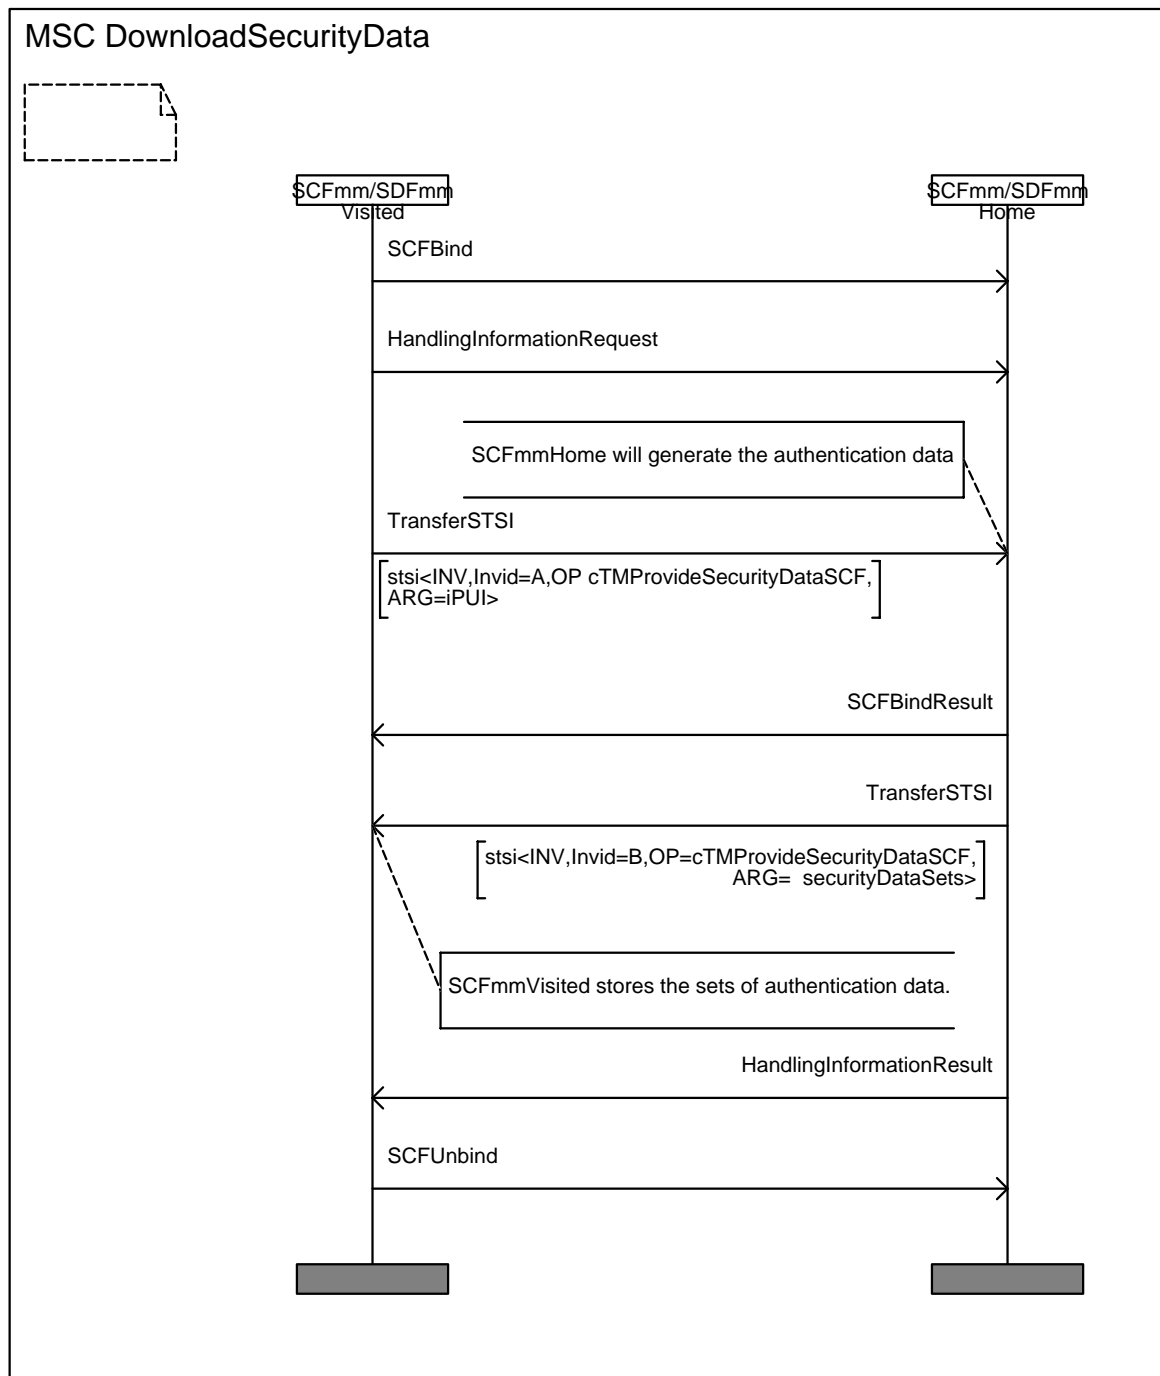 MSC DownloadSecurityData
SCFmm/SDFmm
Visited
SCFmm/SDFmm
Home
SCFBind
HandlingInformationRequest
SCFmmHome will generate the authentication data
TransferSTSI
stsi<INV,Invid=A,OP cTMProvideSecurityDataSCF,
ARG=iPUI>
SCFBindResult
TransferSTSI
stsi<INV,Invid=B,OP=cTMProvideSecurityDataSCF,
ARG=  securityDataSets>
SCFmmVisited stores the sets of authentication data.
HandlingInformationResult
SCFUnbind